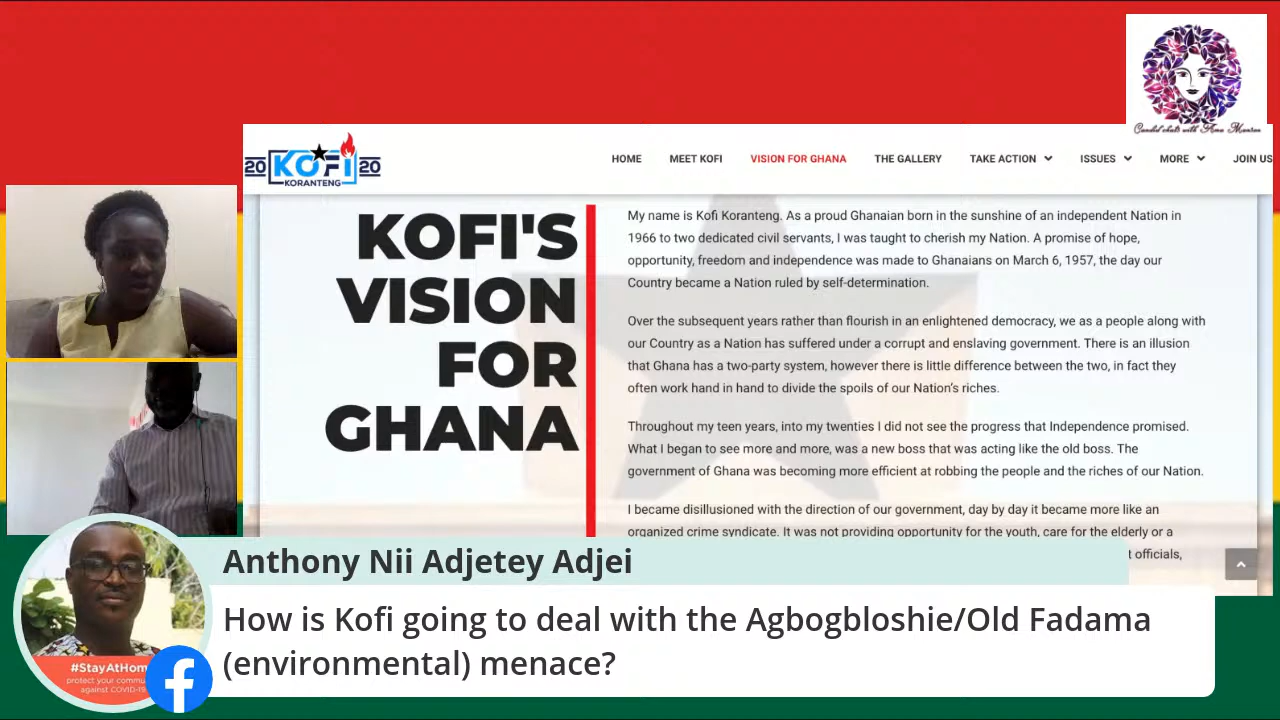 Candid chats with Ama Monroe
20 KOFI 20
KORANTENG
HOME MEET KOFI VISION FOR GHANA THE GALLERY TAKE ACTION ISSUES MORE JOIN US
KOFI'S
VISION
FOR
GHANA
My name is Kofi Koranteng. As a proud Ghanaian born in the sunshine of an independent Nation in
1966 to two dedicated civil servants, I was taught to cherish my Nation. A promise of hope,
opportunity, freedom and independence was made to Ghanaians on March 6, 1957, the day our
Country became a Nation ruled by self-determination.
Over the subsequent years rather than flourish in an enlightened democracy, we as a people along with
our Country as a Nation has suffered under a corrupt and enslaving government. There is an illusion
that Ghana has a two-party system, however there is little difference between the two, in fact they
often work hand in hand to divide the spoils of our Nation's riches.
Throughout my teen years, into my twenties I did not see the progress that Independence promised.
What I began to see more and more, was a new boss that was acting like the old boss. The
government of Ghana was becoming more efficient at robbing the people and the riches of our Nation.
I became disillusioned with the direction of our government, day by day it became more like an
organized crime syndicate. It was not providing opportunity for the youth, care for the elderly or a
officials,
Anthony Nii Adjetey Adjei
How is Kofi going to deal with the Agbogbloshie/Old Fadama
(environmental) menace?
#StayAtHom
protect your commu
against COVID-19